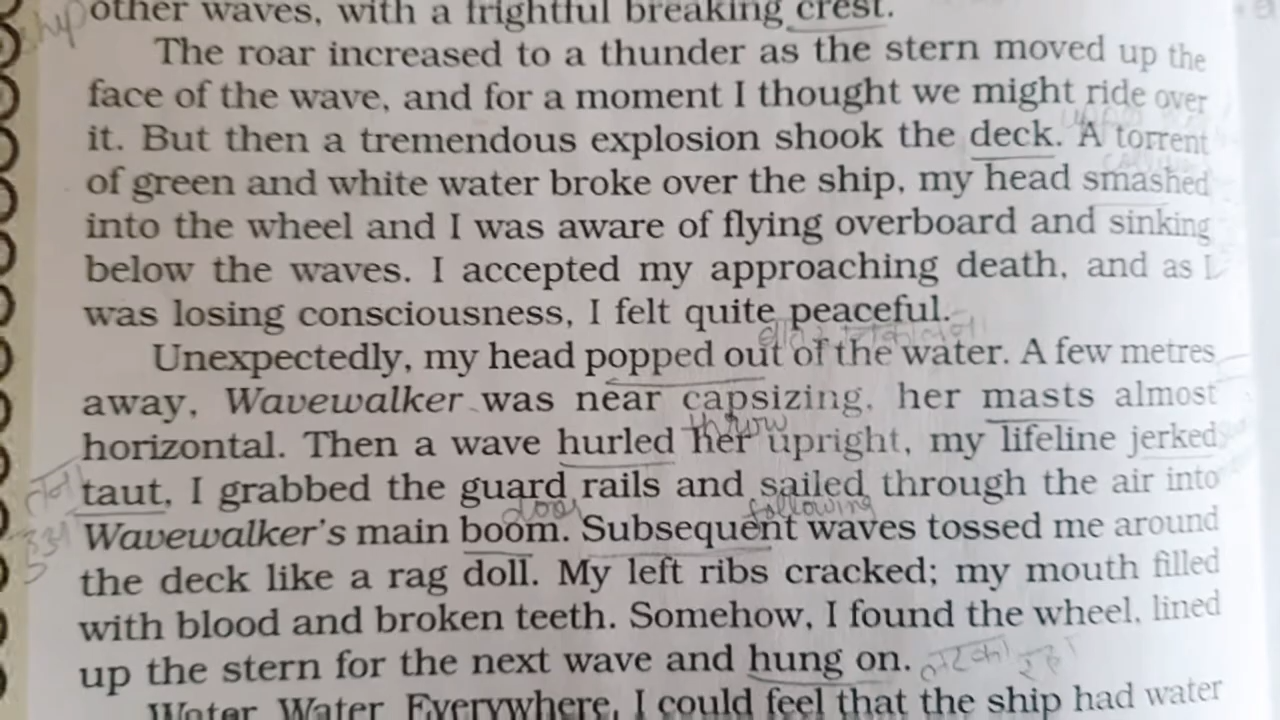 ship other waves, with a frightful breaking crest.
The roar increased to a thunder as the stern moved up the
face of the wave, and for a moment I thought we might ride over
it. But then a tremendous explosion shook the deck. A torrent
of green and white water broke over the ship, my head smashed
into the wheel and I was aware of flying overboard and sinking
below the waves. I accepted my approaching death, and as I
was losing consciousness, I felt quite peaceful.
Unexpectedly, my head popped out of the water. A few metres
away, Wavewalker was near capsizing, her masts almost
throw
horizontal. Then a wave hurled her upright, my lifeline jerked
taut, I grabbed the guard rails and sailed through the air into
door following
Wavewalker's main boom. Subsequent waves tossed me around
the deck like a rag doll. My left ribs cracked; my mouth filled
with blood and broken teeth. Somehow, I found the wheel, lined
up the stern for the next wave and hung on.
Water, Water, Everywhere. I could feel that the ship had water